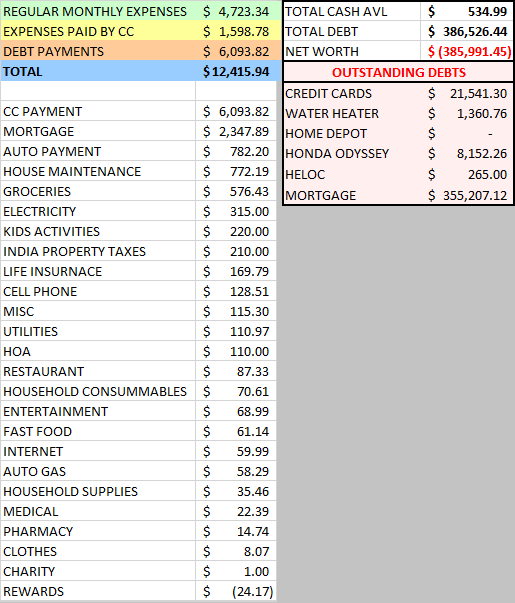 REGULAR MONTHLY EXPENSES $ 4,723.34
EXPENSES PAID BY CC $ 1,598.78
DEBT PAYMENTS $ 6,093.82
TOTAL $12,415.94
CC PAYMENT $ 6,093.82
MORTGAGE $ 2,347.89
AUTO PAYMENT $ 782.20
HOUSE MAINTENANCE $ 772.19
GROCERIES $ 576.43
ELECTRICITY $ 315.00
KIDS ACTIVITIES $ 220.00
INDIA PROPERTY TAXES $ 210.00
LIFE INSURNACE $ 169.79
CELL PHONE $ 128.51
MISC $ 115.30
UTILITIES $ 110.97
HOA $ 110.00
RESTAURANT $ 87.33
HOUSEHOLD CONSUMMABLES $ 70.61
ENTERTAINMENT $ 68.99
FAST FOOD $ 61.14
INTERNET $ 59.99
AUTO GAS $ 58.29
HOUSEHOLD SUPPLIES $ 35.46
MEDICAL $ 22.39
PHARMACY $ 14.74
CLOTHES $ 8.07
CHARITY $ 1.00
REWARDS $ (24.17)
TOTAL CASH AVL $ 534.99
TOTAL DEBT $ 386,526.44
NET WORTH $ (385,991.45)
OUTSTANDING DEBTS
CREDIT CARDS $ 21,541.30
WATER HEATER $ 1,360.76
HOME DEPOT $ -
HONDA ODYSSEY $ 8,152.26
HELOC $ 265.00
MORTGAGE $ 355,207.12